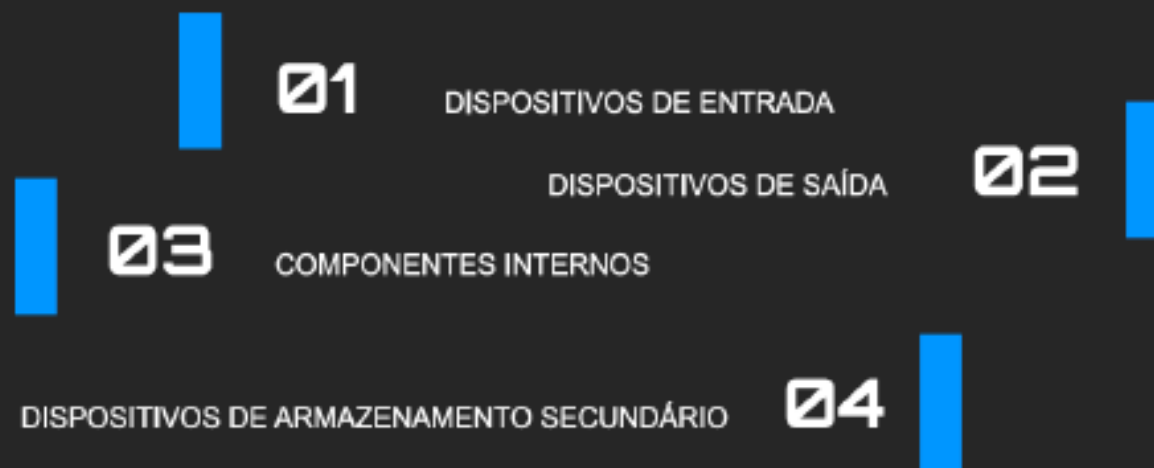 01 DISPOSITIVOS DE ENTRADA
DISPOSITIVOS DE SAÍDA 02
03 COMPONENTES INTERNOS
DISPOSITIVOS DE ARMAZENAMENTO SECUNDÁRIO 04